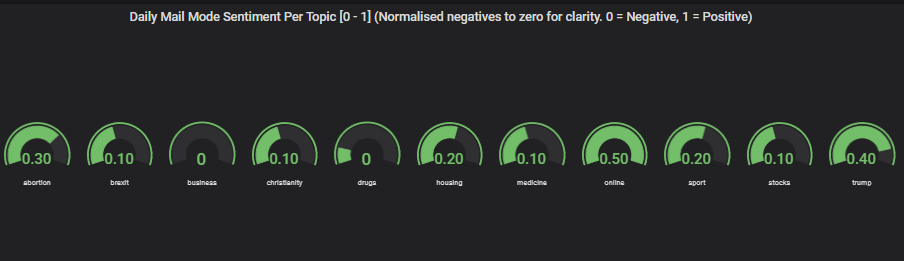 Daily Mail Mode Sentiment Per Topic [0 - 1] (Normalised negatives to zero for clarity. 0 = Negative, 1 = Positive)
0.30 0.10 0 0.10 0 0.20 0.10 0.50 0.20 0.10 0.40
abortion brexit business christianity drugs housing medicine online sport stocks trump